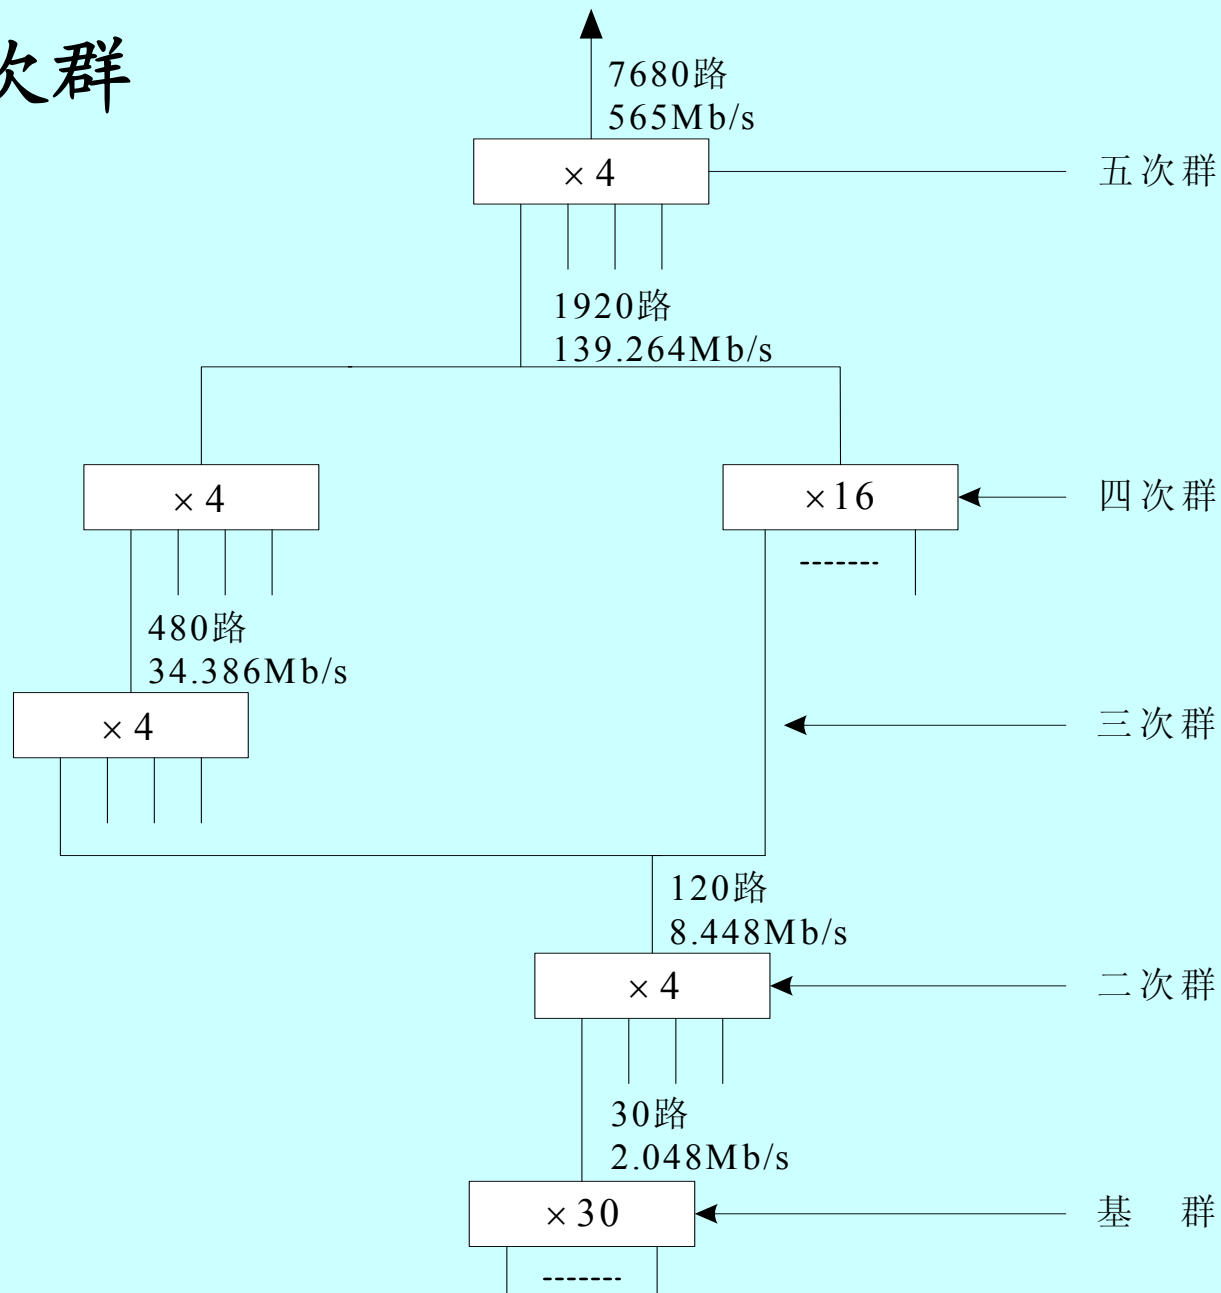 次群
7680路
565Mb/s
×4
五次群
1920路
139.264Mb/s
×4
×16
四次群
480路
34.386Mb/s
×4
三次群
120路
8.448Mb/s
×4
二次群
30路
2.048Mb/s
×30
基 群